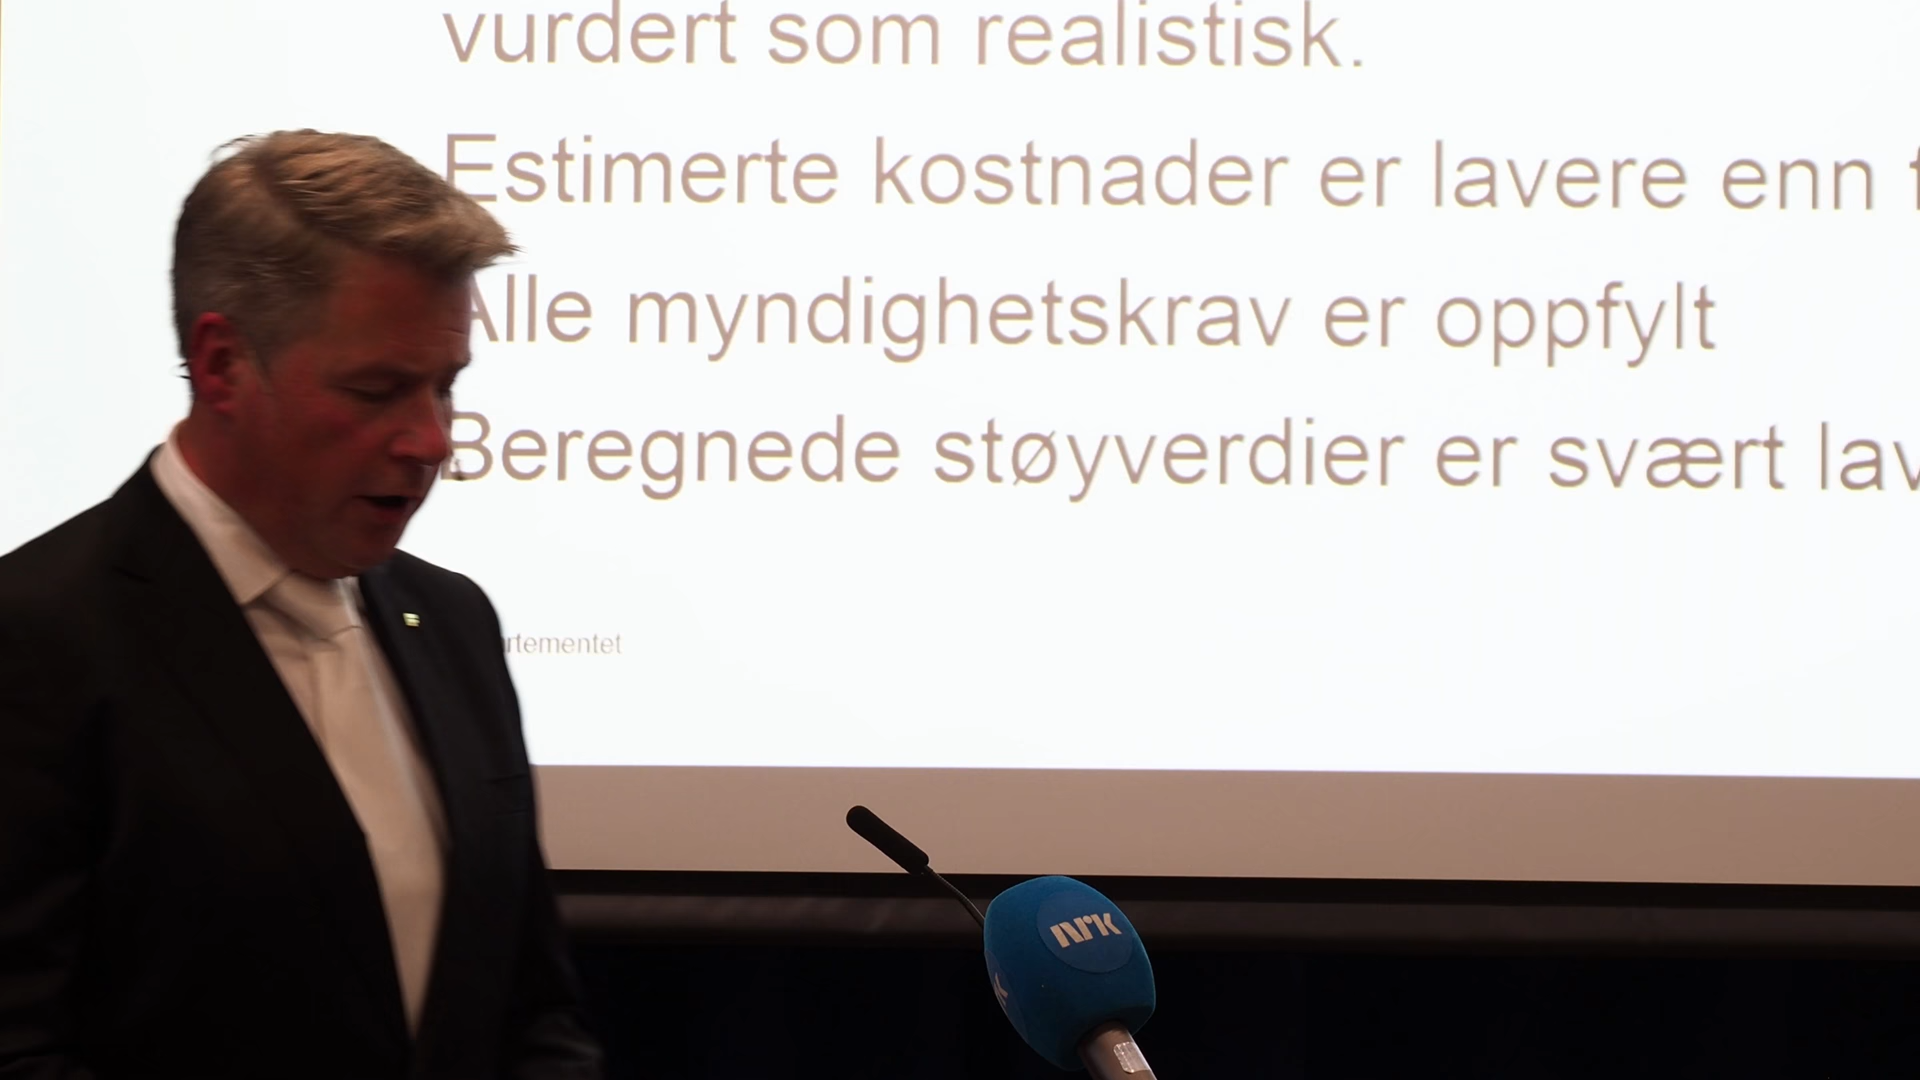 vurdert som realistisk.
Estimerte kostnader er lavere enn f
Alle myndighetskrav er oppfylt
Beregnede støyverdier er svært lav
rtementet
nrk